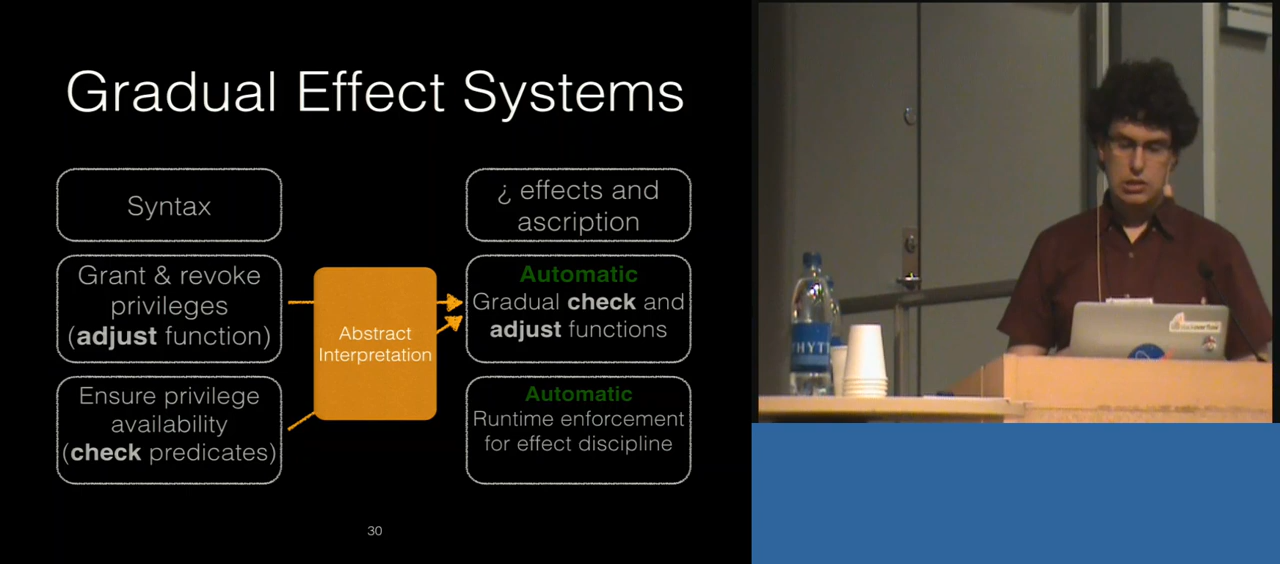 Gradual Effect Systems
Syntax
Grant & revoke
privileges
(adjust function)
Ensure privilege
availability
(check predicates)
Abstract
Interpretation
¿ effects and
ascription
Automatic
Gradual check and
adjust functions
Automatic
Runtime enforcement
for effect discipline
30